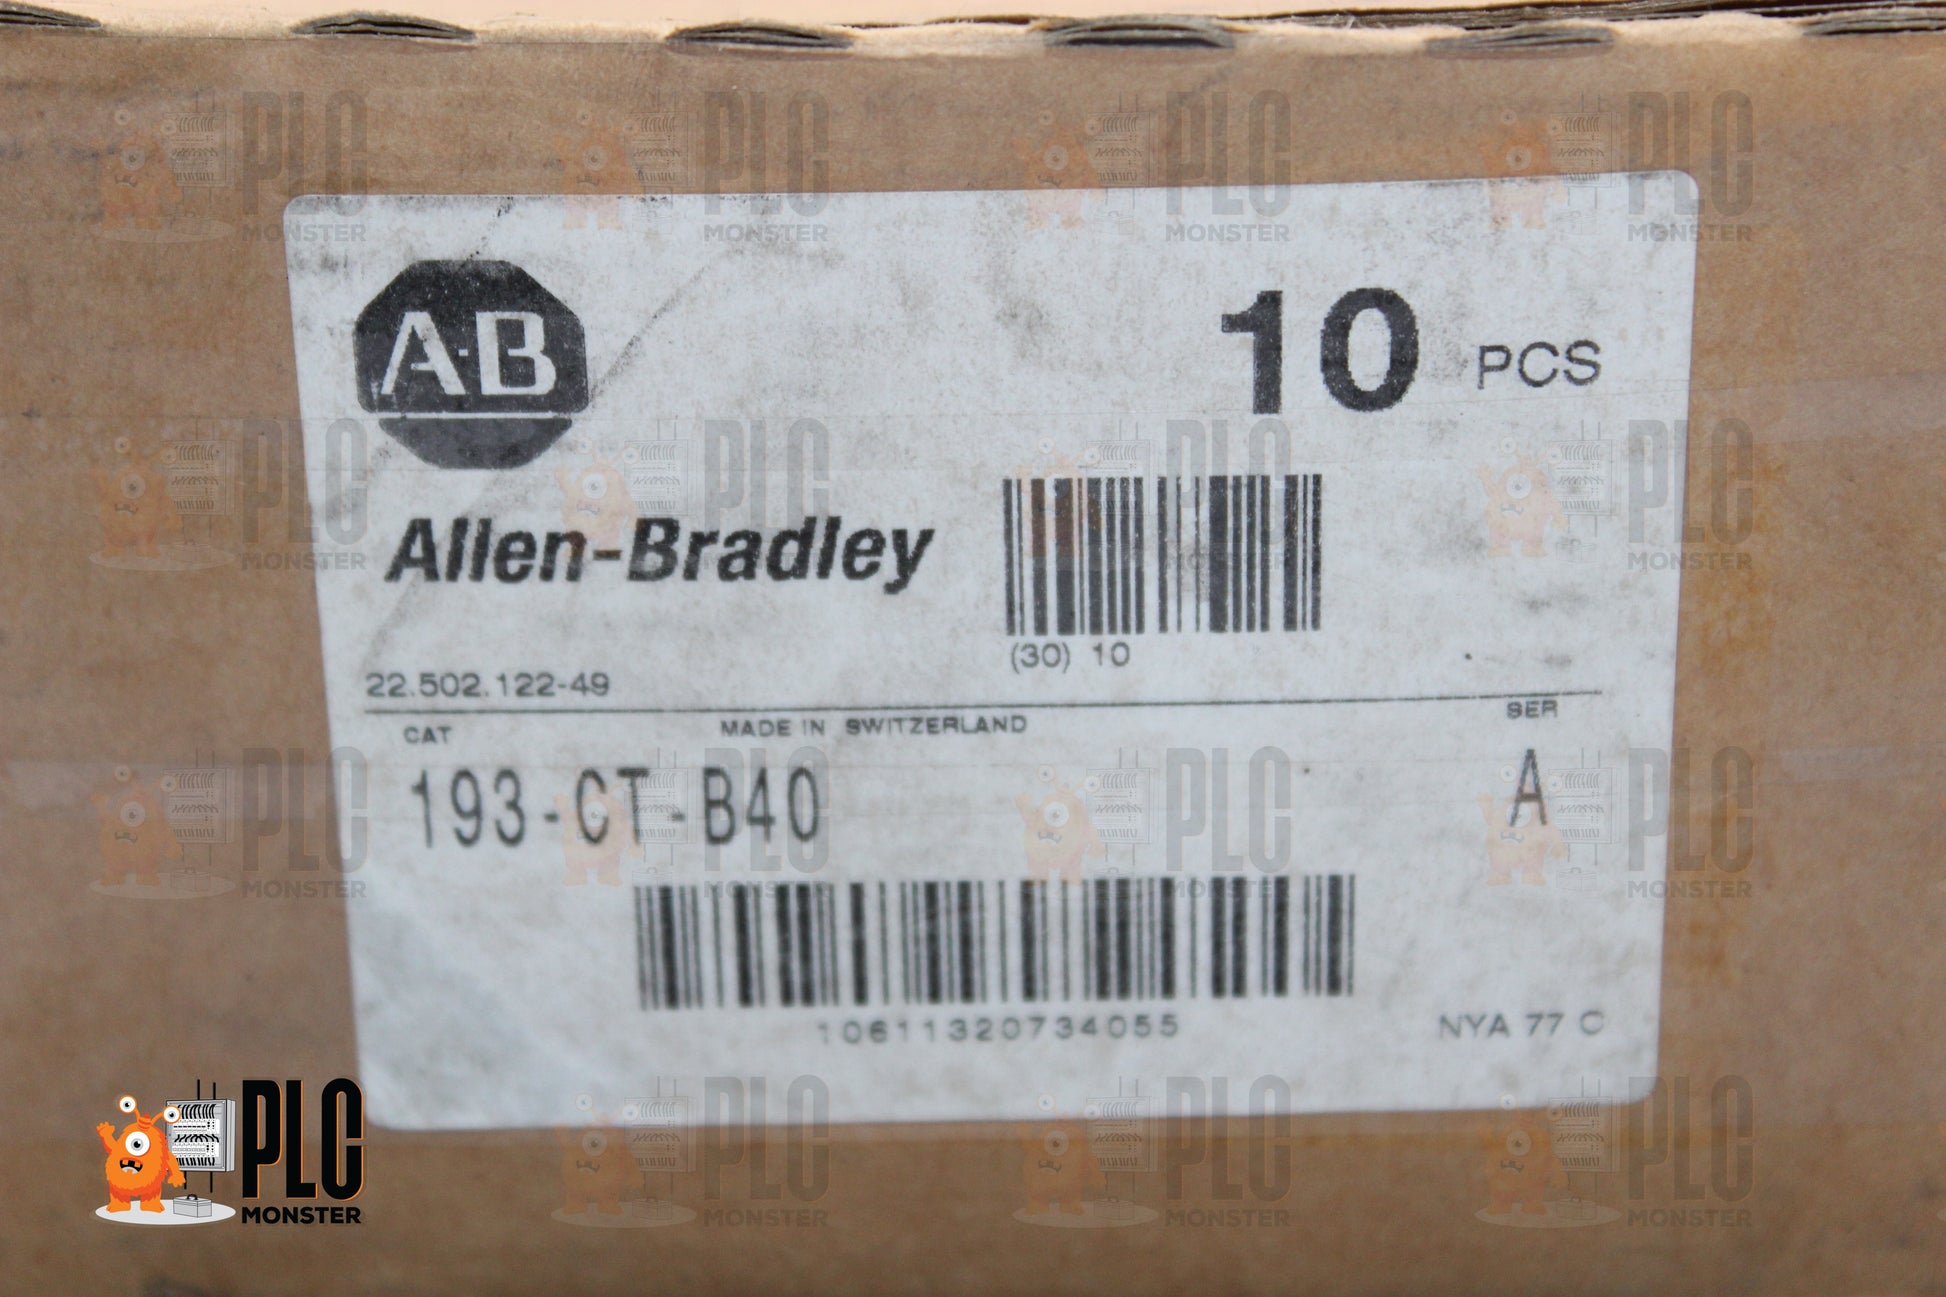 A-B
10 PCS
Allen-Bradley
(30) 10
22.502.122-49
CAT MADE IN SWITZERLAND SER
193-CT-B40 A
10611320734055
NYA 77 C
PLC
MONSTER